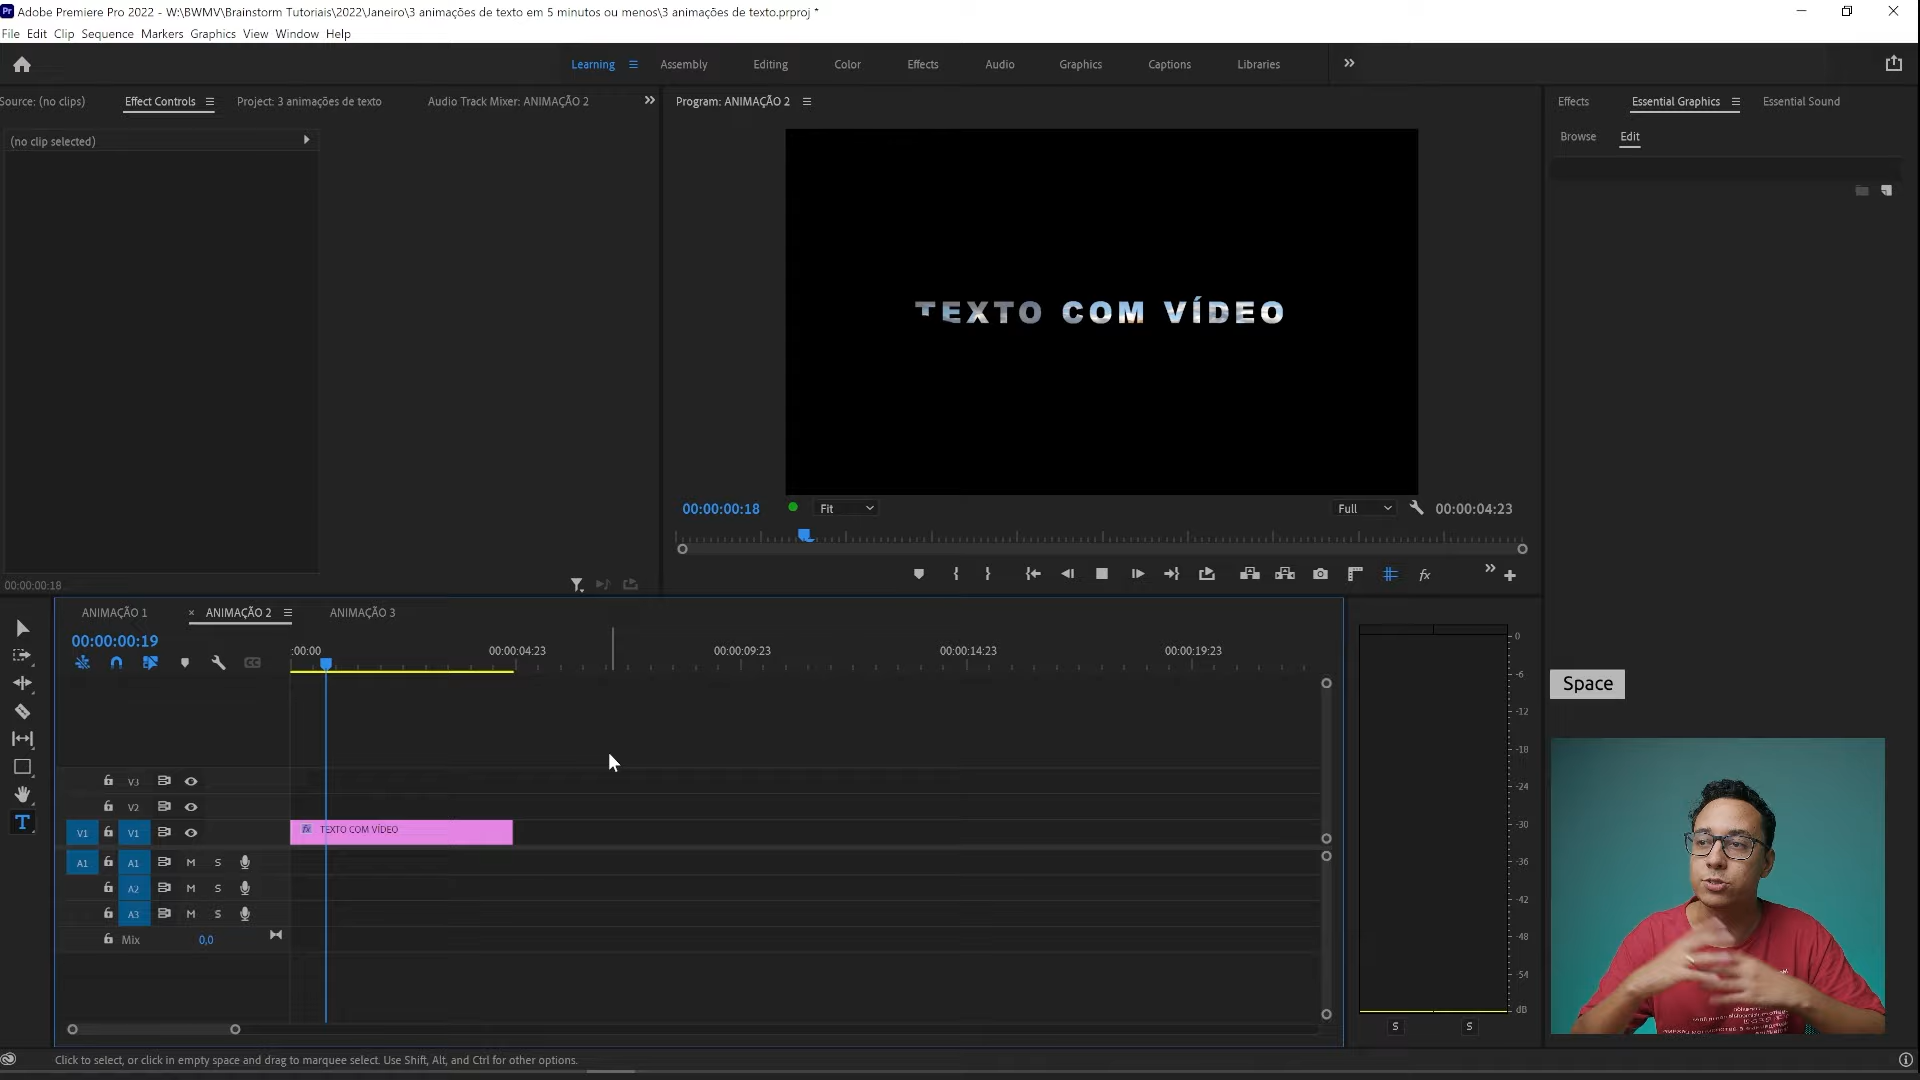 Pr Adobe Premiere Pro 2022 - W:\BWMV\Brainstorm Tutoriais\2022\Janeiro\3 animações de texto em 5 minutos ou menos\3 animações de texto.prproj *
File Edit Clip Sequence Markers Graphics View Window Help
Learning Assembly Editing Color Effects Audio Graphics Captions Libraries
Source: (no clips) Effect Controls Project: 3 animações de texto Audio Track Mixer: ANIMAÇÃO 2 Program: ANIMAÇÃO 2 Effects Essential Graphics Essential Sound
Browse Edit
(no clip selected)
TEXTO COM VÍDEO
00:00:00:18 Fit Full 00:00:04:23
fx
00:00:00:18
ANIMAÇÃO 1 × ANIMAÇÃO 2 ANIMAÇÃO 3
00:00:00:19
:00:00 00:00:04:23 00:00:09:23 00:00:14:23 00:00:19:23
CC
V3
V2
V1 V1 fx TEXTO COM VÍDEO
A1 A1 M S
A2 M S
A3 M S
Mix 0,0
T
0
-6
-12
-18
-24
-30
-36
-42
-48
-54
dB
S S
Space
Click to select, or click in empty space and drag to marquee select. Use Shift, Alt, and Ctrl for other options.